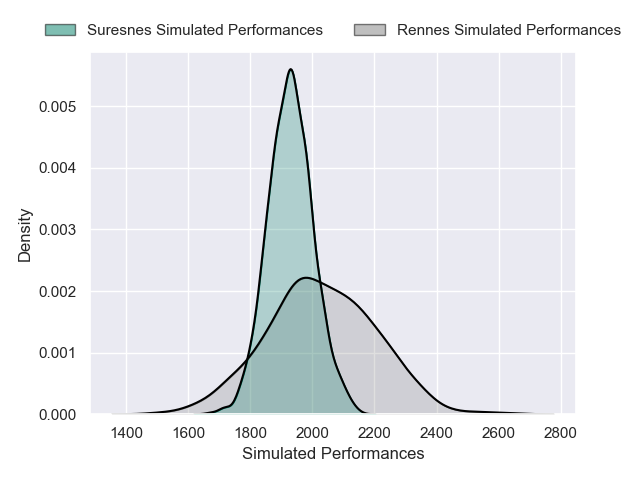 Suresnes Simulated Performances Rennes Simulated Performances
0.005
0.004
0.003
0.002
0.001
0.000
Density
1400 1600 1800 2000 2200 2400 2600 2800
Simulated Performances